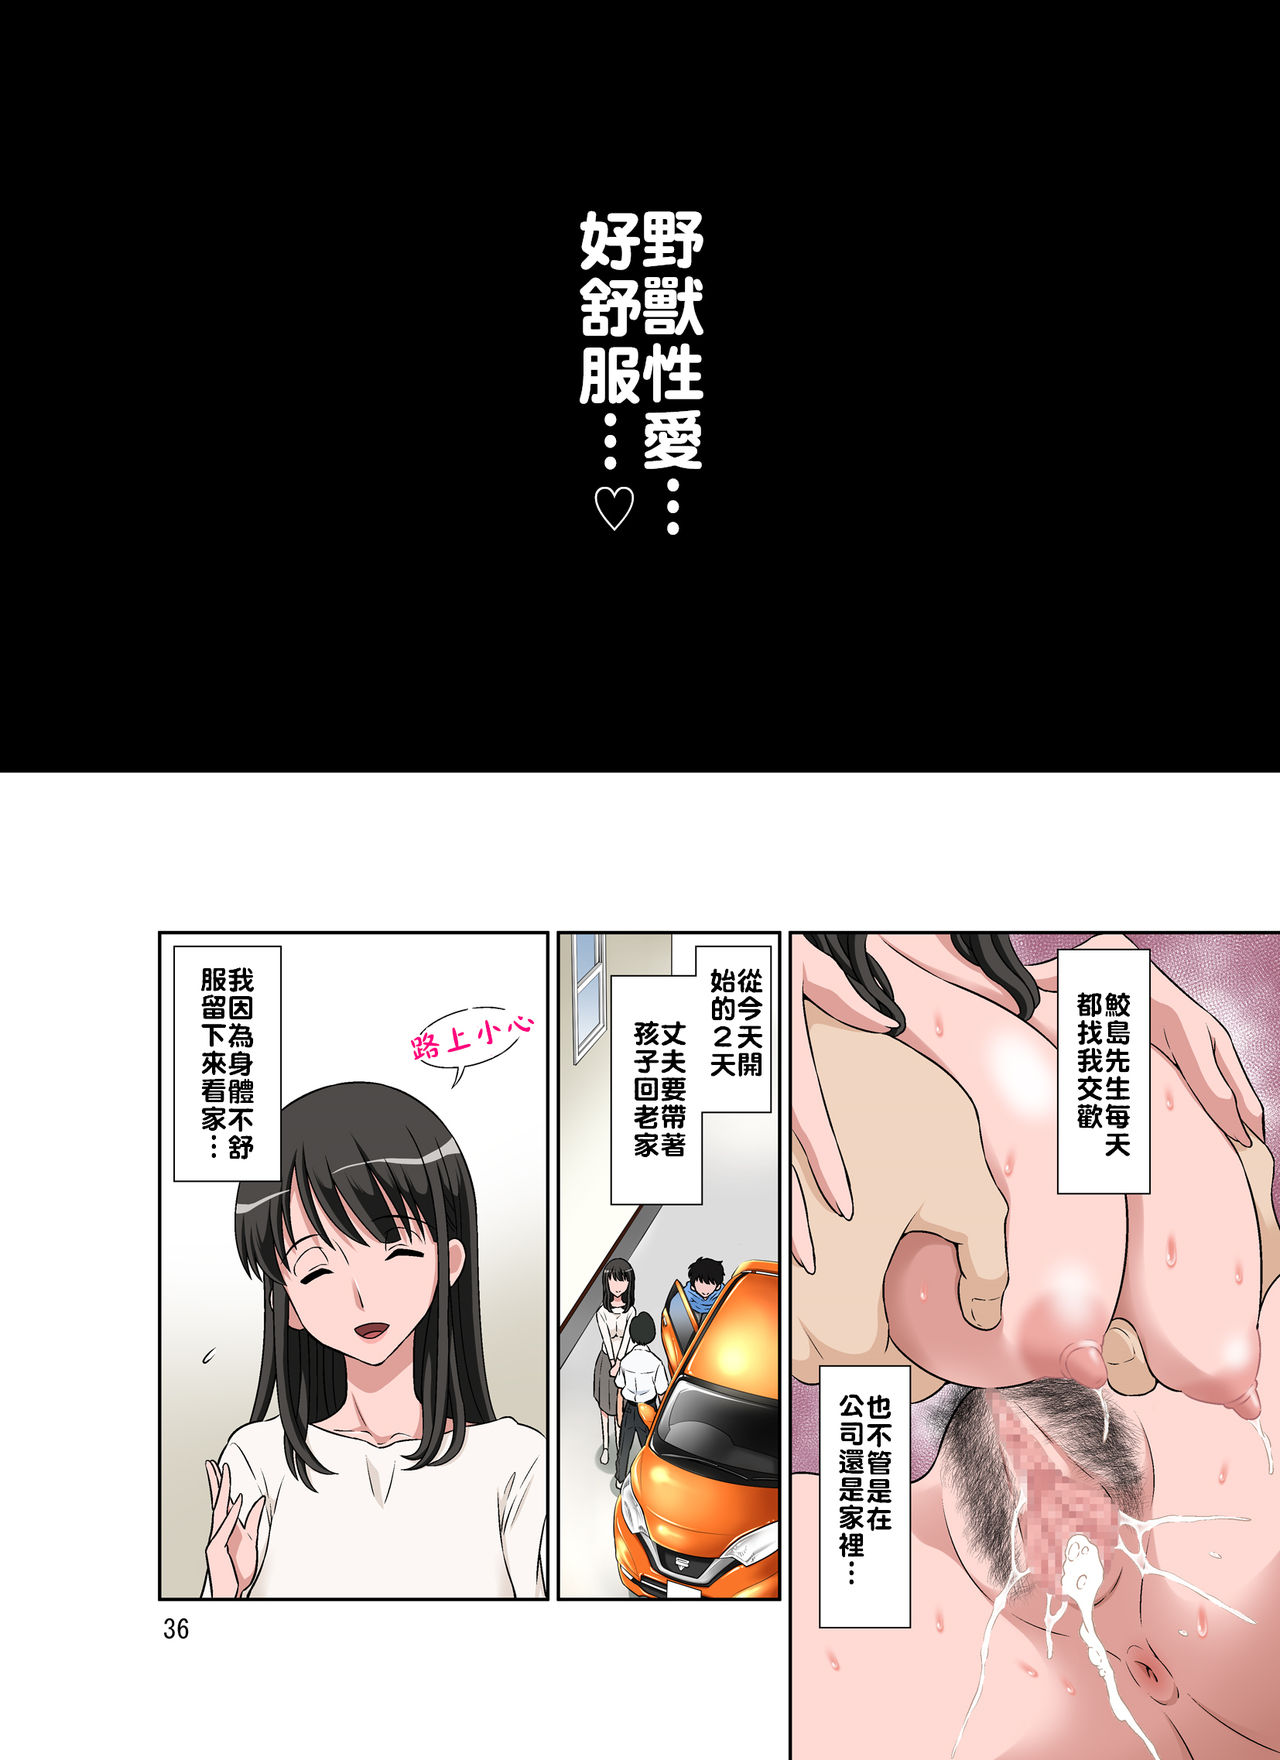 野獸性愛…
好舒服…♡
鮫島先生每天
都找我交歡
也不管是在
公司還是家裡…
從今天開
始的２天
丈夫要帶著
孩子回老家
路上小心
我因為身體不舒
服留下來看家…
36